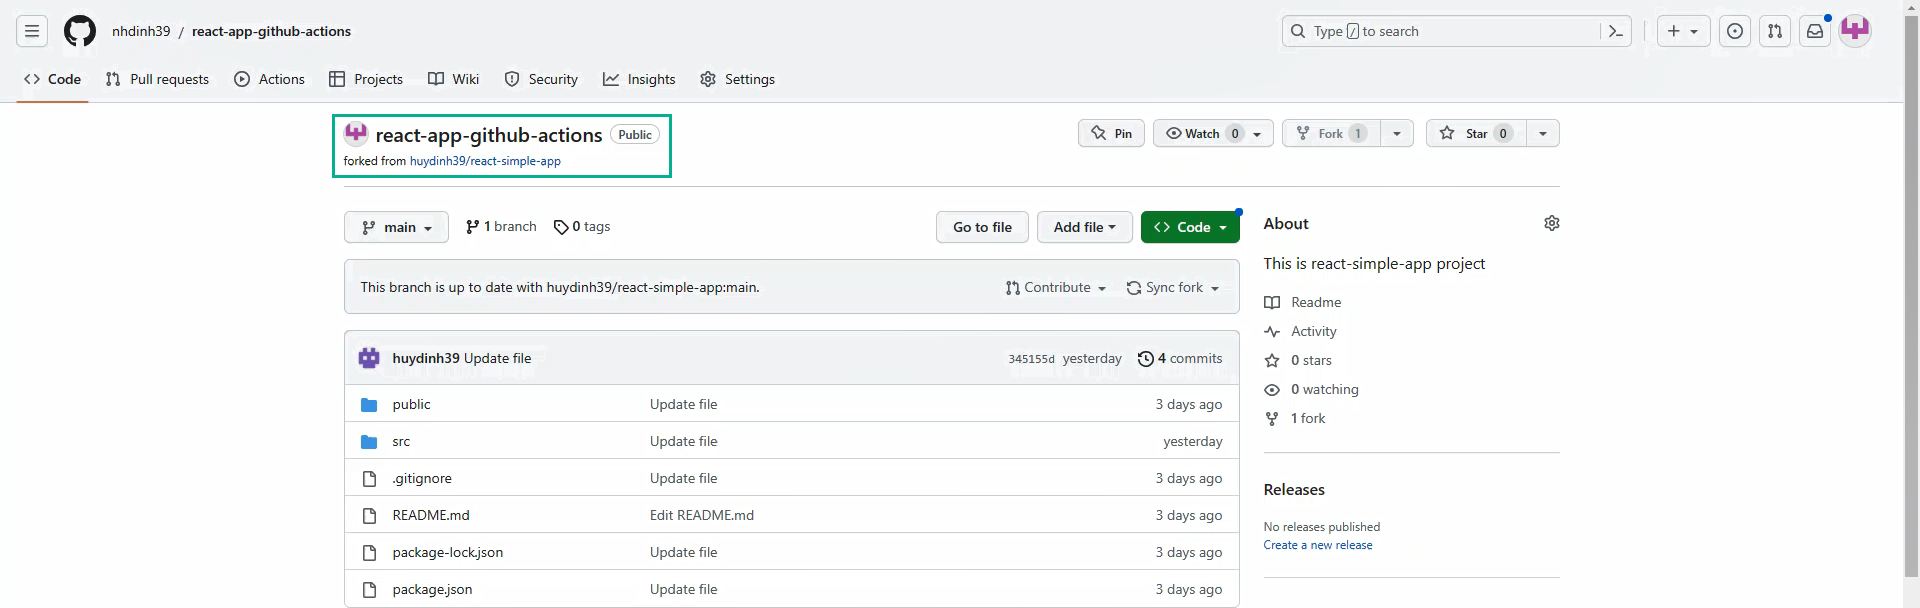 nhdinh39 / react-app-github-actions
Type / to search
Code Pull requests Actions Projects Wiki Security Insights Settings
react-app-github-actions Public
forked from huydinh39/react-simple-app
Pin Watch 0 Fork 1 Star 0
main 1 branch 0 tags Go to file Add file Code
This branch is up to date with huydinh39/react-simple-app:main. Contribute Sync fork
huydinh39 Update file 345155d yesterday 4 commits
public Update file 3 days ago
src Update file yesterday
.gitignore Update file 3 days ago
README.md Edit README.md 3 days ago
package-lock.json Update file 3 days ago
package.json Update file 3 days ago
About
This is react-simple-app project
Readme
Activity
0 stars
0 watching
1 fork
Releases
No releases published
Create a new release